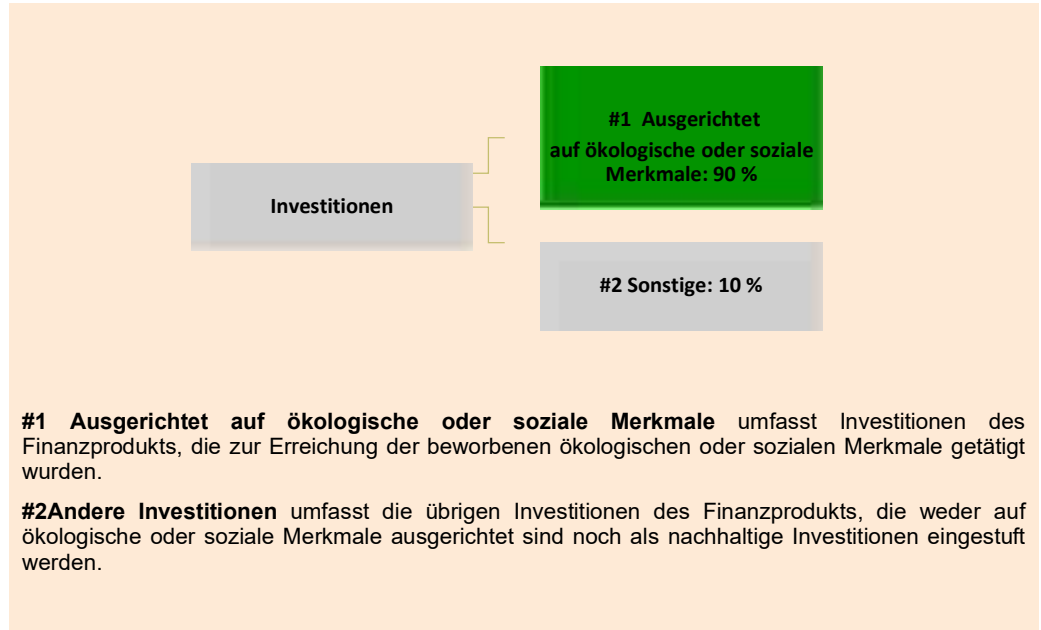 #1 Ausgerichtet
auf ökologische oder soziale
Merkmale: 90 %
Investitionen
#2 Sonstige: 10 %
#1 Ausgerichtet auf ökologische oder soziale Merkmale umfasst Investitionen des
Finanzprodukts, die zur Erreichung der beworbenen ökologischen oder sozialen Merkmale getätigt
wurden.
#2Andere Investitionen umfasst die übrigen Investitionen des Finanzprodukts, die weder auf
ökologische oder soziale Merkmale ausgerichtet sind noch als nachhaltige Investitionen eingestuft
werden.